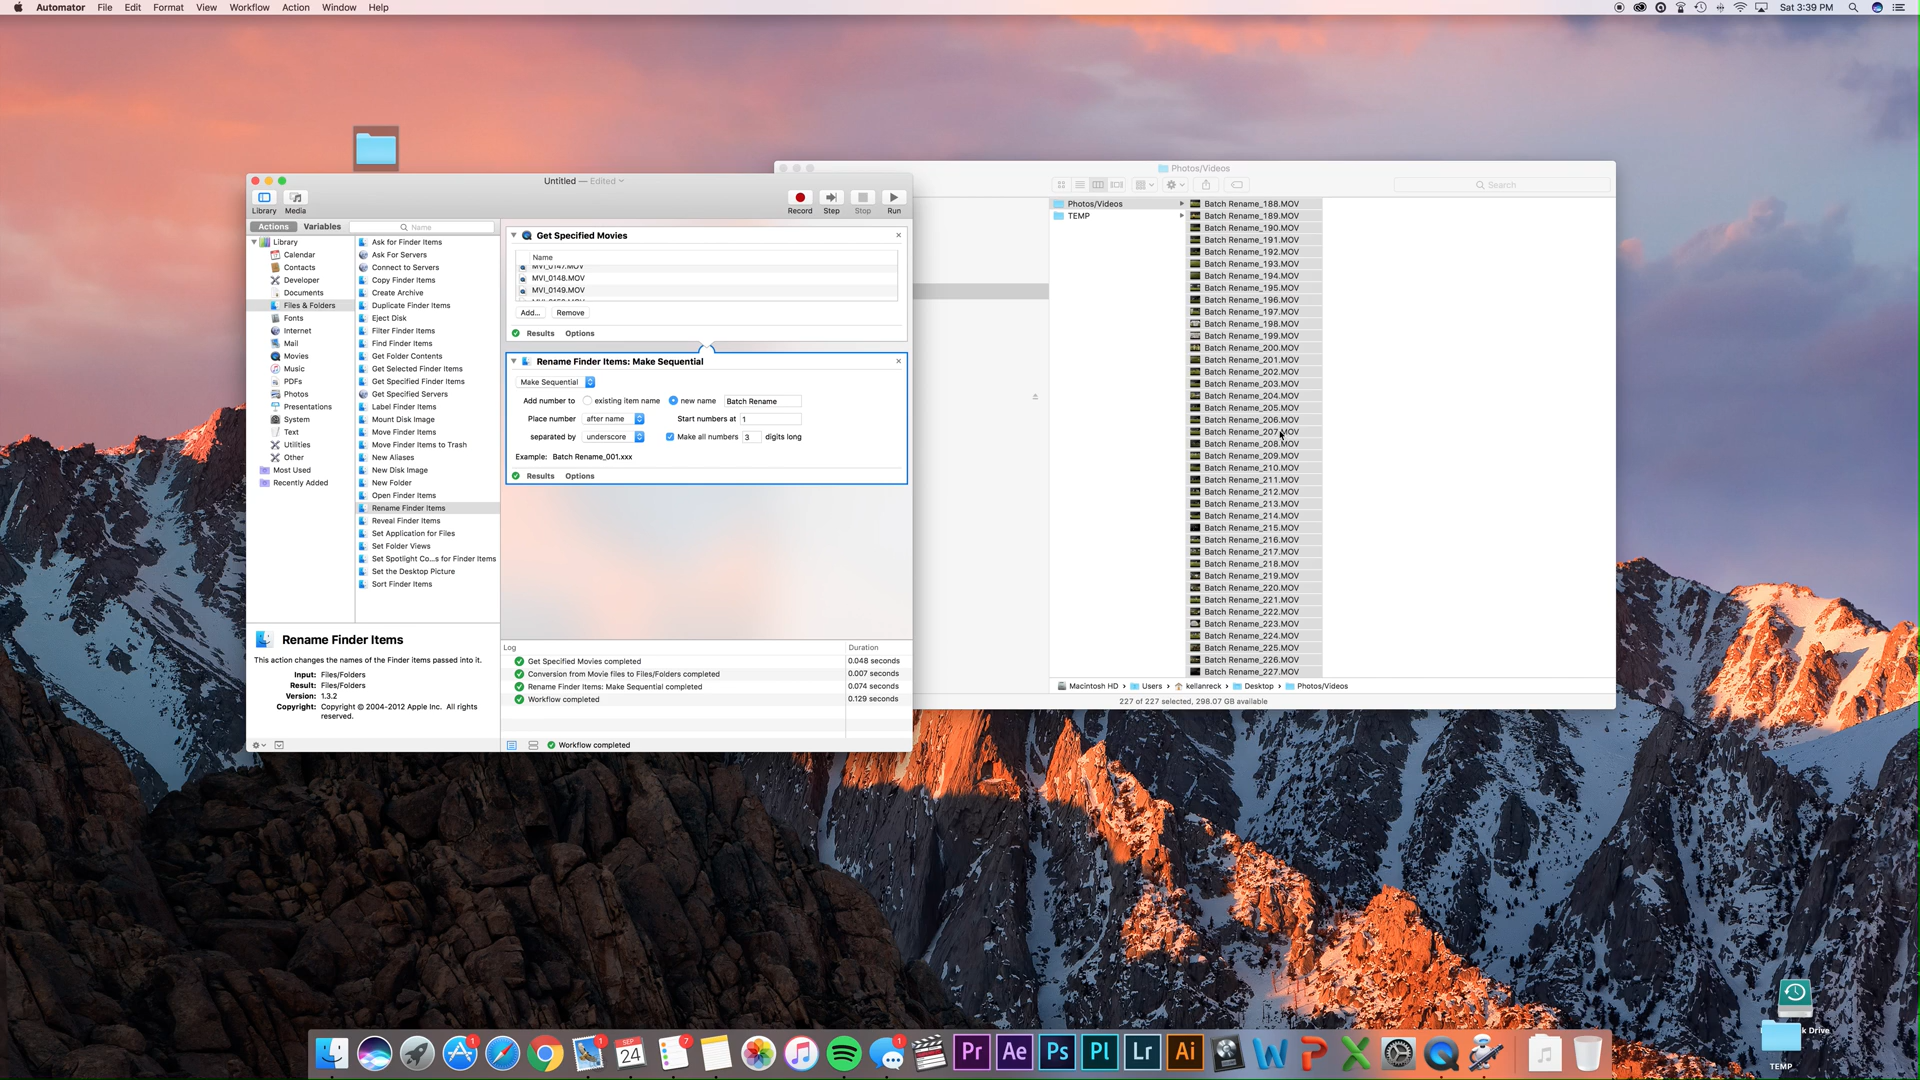 Automator File Edit Format View Workflow Action Window Help
Sat 3:39 PM
Untitled — Edited
Library Media
Record Step Stop Run
Actions Variables
Name
Library
Calendar
Contacts
Developer
Documents
Files & Folders
Fonts
Internet
Mail
Movies
Music
PDFs
Photos
Presentations
System
Text
Utilities
Other
Most Used
Recently Added
Ask for Finder Items
Ask For Servers
Connect to Servers
Copy Finder Items
Create Archive
Duplicate Finder Items
Eject Disk
Filter Finder Items
Find Finder Items
Get Folder Contents
Get Selected Finder Items
Get Specified Finder Items
Get Specified Servers
Label Finder Items
Mount Disk Image
Move Finder Items
Move Finder Items to Trash
New Aliases
New Disk Image
New Folder
Open Finder Items
Rename Finder Items
Reveal Finder Items
Set Application for Files
Set Folder Views
Set Spotlight Co...s for Finder Items
Set the Desktop Picture
Sort Finder Items
Rename Finder Items
This action changes the names of the Finder items passed into it.
Input: Files/Folders
Result: Files/Folders
Version: 1.3.2
Copyright: Copyright © 2004-2012 Apple Inc. All rights
reserved.
Get Specified Movies
Name
MVI_0147.MOV
MVI_0148.MOV
MVI_0149.MOV
Add... Remove
Results Options
Rename Finder Items: Make Sequential
Make Sequential
Add number to existing item name new name Batch Rename
Place number after name Start numbers at 1
separated by underscore Make all numbers 3 digits long
Example: Batch Rename_001.xxx
Results Options
Log Duration
Get Specified Movies completed 0.048 seconds
Conversion from Movie files to Files/Folders completed 0.007 seconds
Rename Finder Items: Make Sequential completed 0.074 seconds
Workflow completed 0.129 seconds
Workflow completed
Photos/Videos
Search
Photos/Videos
TEMP
Batch Rename_188.MOV
Batch Rename_189.MOV
Batch Rename_190.MOV
Batch Rename_191.MOV
Batch Rename_192.MOV
Batch Rename_193.MOV
Batch Rename_194.MOV
Batch Rename_195.MOV
Batch Rename_196.MOV
Batch Rename_197.MOV
Batch Rename_198.MOV
Batch Rename_199.MOV
Batch Rename_200.MOV
Batch Rename_201.MOV
Batch Rename_202.MOV
Batch Rename_203.MOV
Batch Rename_204.MOV
Batch Rename_205.MOV
Batch Rename_206.MOV
Batch Rename_207.MOV
Batch Rename_208.MOV
Batch Rename_209.MOV
Batch Rename_210.MOV
Batch Rename_211.MOV
Batch Rename_212.MOV
Batch Rename_213.MOV
Batch Rename_214.MOV
Batch Rename_215.MOV
Batch Rename_216.MOV
Batch Rename_217.MOV
Batch Rename_218.MOV
Batch Rename_219.MOV
Batch Rename_220.MOV
Batch Rename_221.MOV
Batch Rename_222.MOV
Batch Rename_223.MOV
Batch Rename_224.MOV
Batch Rename_225.MOV
Batch Rename_226.MOV
Batch Rename_227.MOV
Macintosh HD Users kellanreck Desktop Photos/Videos
227 of 227 selected, 298.07 GB available
Drive
TEMP
1
1
SEP
24
7
1
Pr Ae Ps Pl Lr Ai